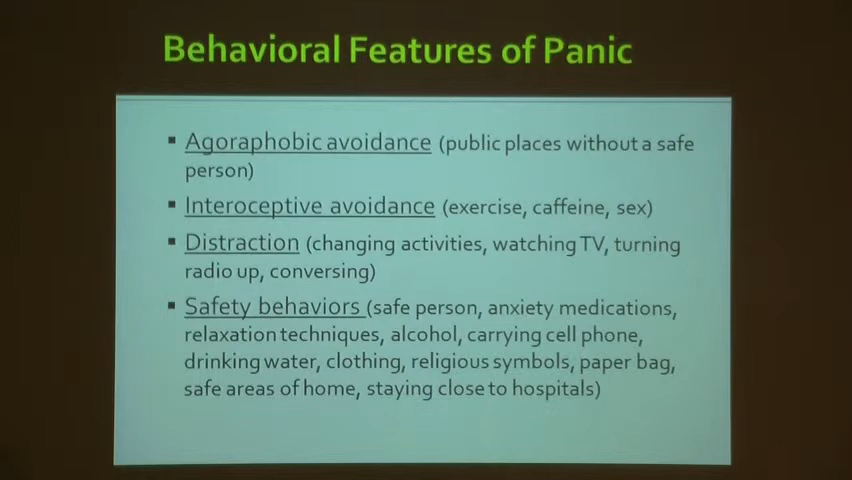 Behavioral Features of Panic
▪ Agoraphobic avoidance (public places without a safe
person)
▪ Interoceptive avoidance (exercise, caffeine, sex)
▪ Distraction (changing activities, watching TV, turning
radio up, conversing)
▪ Safety behaviors (safe person, anxiety medications,
relaxation techniques, alcohol, carrying cell phone,
drinking water, clothing, religious symbols, paper bag,
safe areas of home, staying close to hospitals)